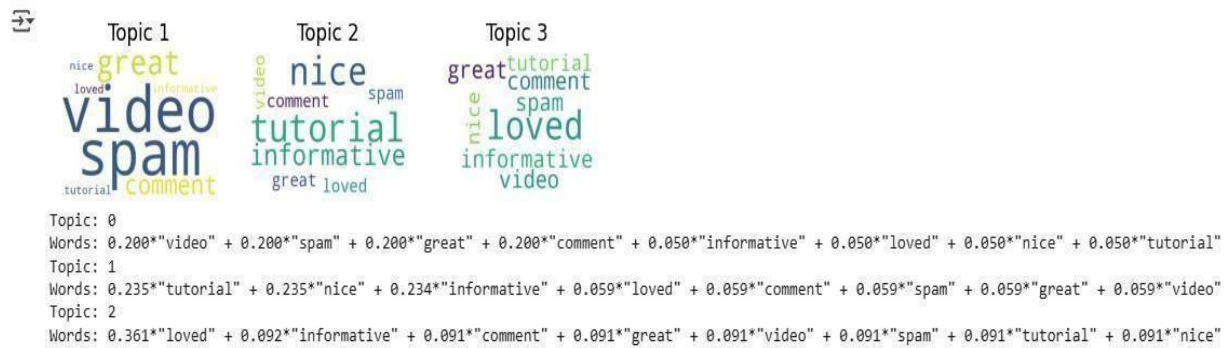 Topic 1 Topic 2 Topic 3
nice great
loved informative
video
spam
tutorial comment
video nice
comment spam
tutorial
informative
great loved
great tutorial
comment
spam
nice loved
informative
video
Topic: 0
Words: 0.200*"video" + 0.200*"spam" + 0.200*"great" + 0.200*"comment" + 0.050*"informative" + 0.050*"loved" + 0.050*"nice" + 0.050*"tutorial"
Topic: 1
Words: 0.235*"tutorial" + 0.235*"nice" + 0.234*"informative" + 0.059*"loved" + 0.059*"comment" + 0.059*"spam" + 0.059*"great" + 0.059*"video"
Topic: 2
Words: 0.361*"loved" + 0.092*"informative" + 0.091*"comment" + 0.091*"great" + 0.091*"video" + 0.091*"spam" + 0.091*"tutorial" + 0.091*"nice"